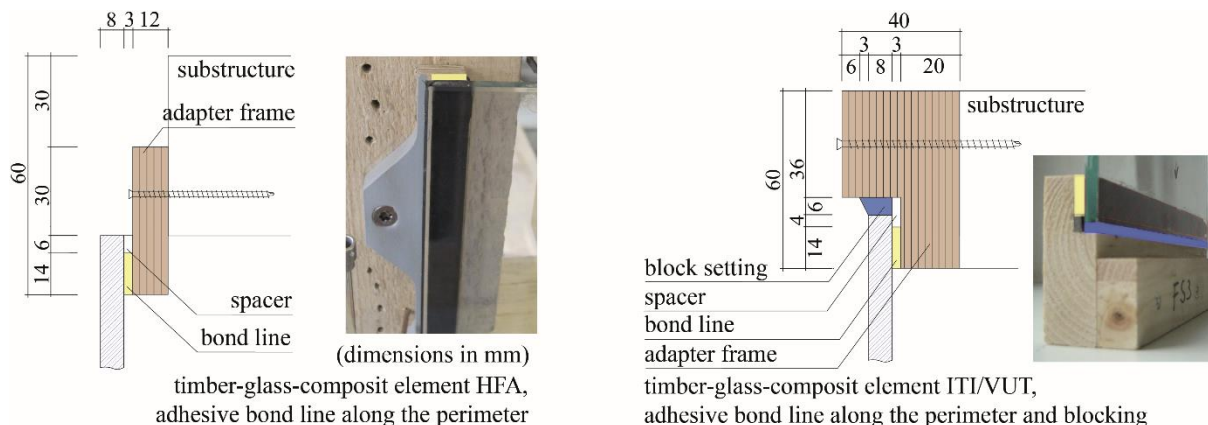 8 3 12
substructure
adapter frame
30
60
30
6
14
spacer
bond line
(dimensions in mm)
timber-glass-composit element HFA,
adhesive bond line along the perimeter
40
3 3
6 8 20
substructure
36
60
6
4
14
block setting
spacer
bond line
adapter frame
FS3
timber-glass-composit element ITI/VUT,
adhesive bond line along the perimeter and blocking